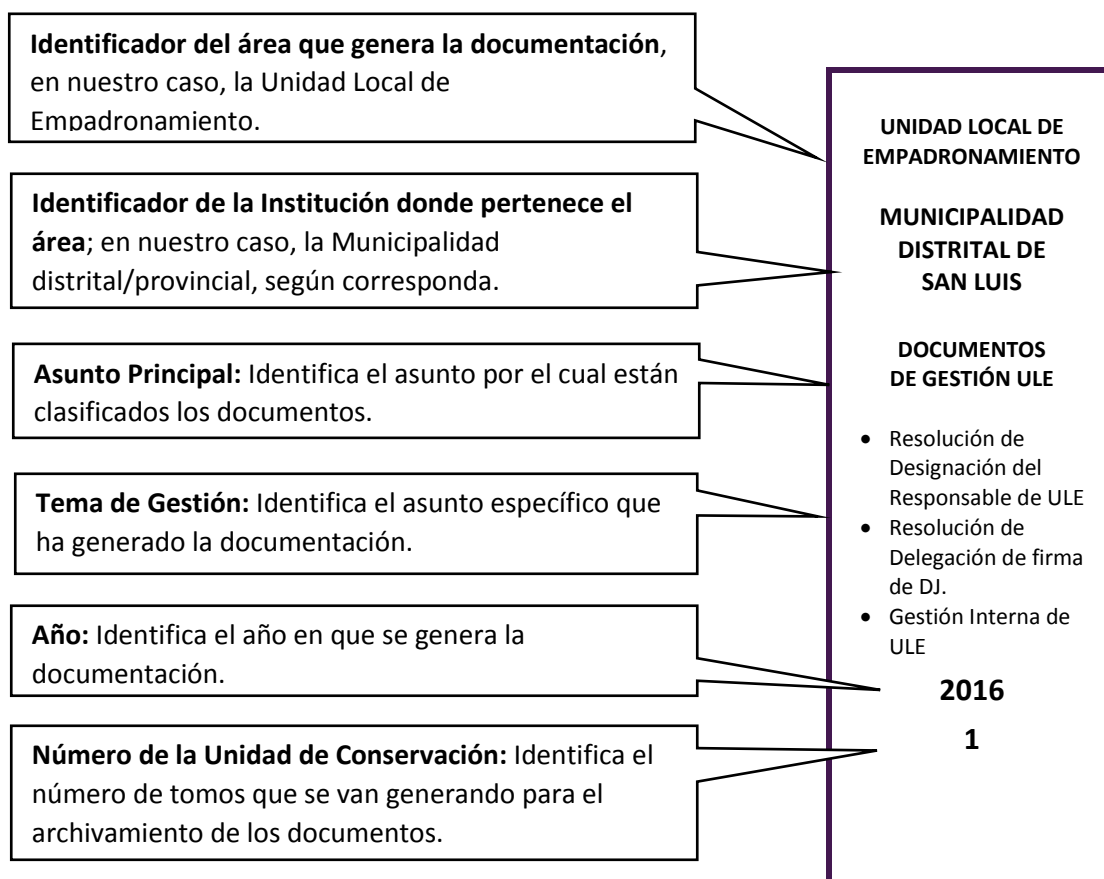 Identificador del área que genera la documentación,
en nuestro caso, la Unidad Local de
Empadronamiento.
Identificador de la Institución donde pertenece el
área; en nuestro caso, la Municipalidad
distrital/provincial, según corresponda.
Asunto Principal: Identifica el asunto por el cual están
clasificados los documentos.
Tema de Gestión: Identifica el asunto específico que
ha generado la documentación.
Año: Identifica el año en que se genera la
documentación.
Número de la Unidad de Conservación: Identifica el
número de tomos que se van generando para el
archivamiento de los documentos.
UNIDAD LOCAL DE
EMPADRONAMIENTO
MUNICIPALIDAD
DISTRITAL DE
SAN LUIS
DOCUMENTOS
DE GESTIÓN ULE
• Resolución de
Designación del
Responsable de ULE
• Resolución de
Delegación de firma
de DJ.
• Gestión Interna de
ULE
2016
1